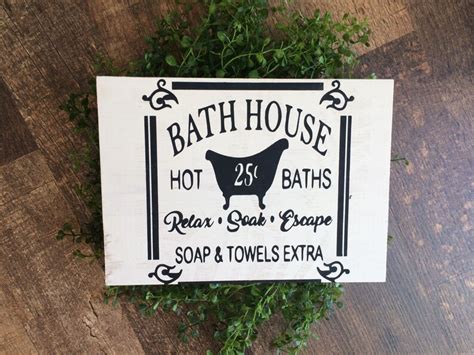 BATH HOUSE
HOT 25¢ BATHS
Relax • Soak • Escape
SOAP & TOWELS EXTRA